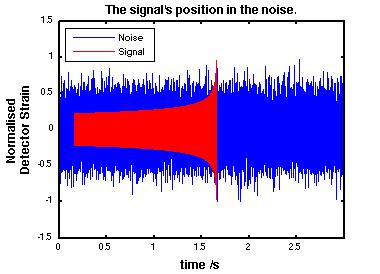 The signal's position in the noise.
1.5
Noise
Signal
1
0.5
0
-0.5
-1
-1.5
Normalised
Detector Strain
0
0.5
1
1.5
2
2.5
time /s